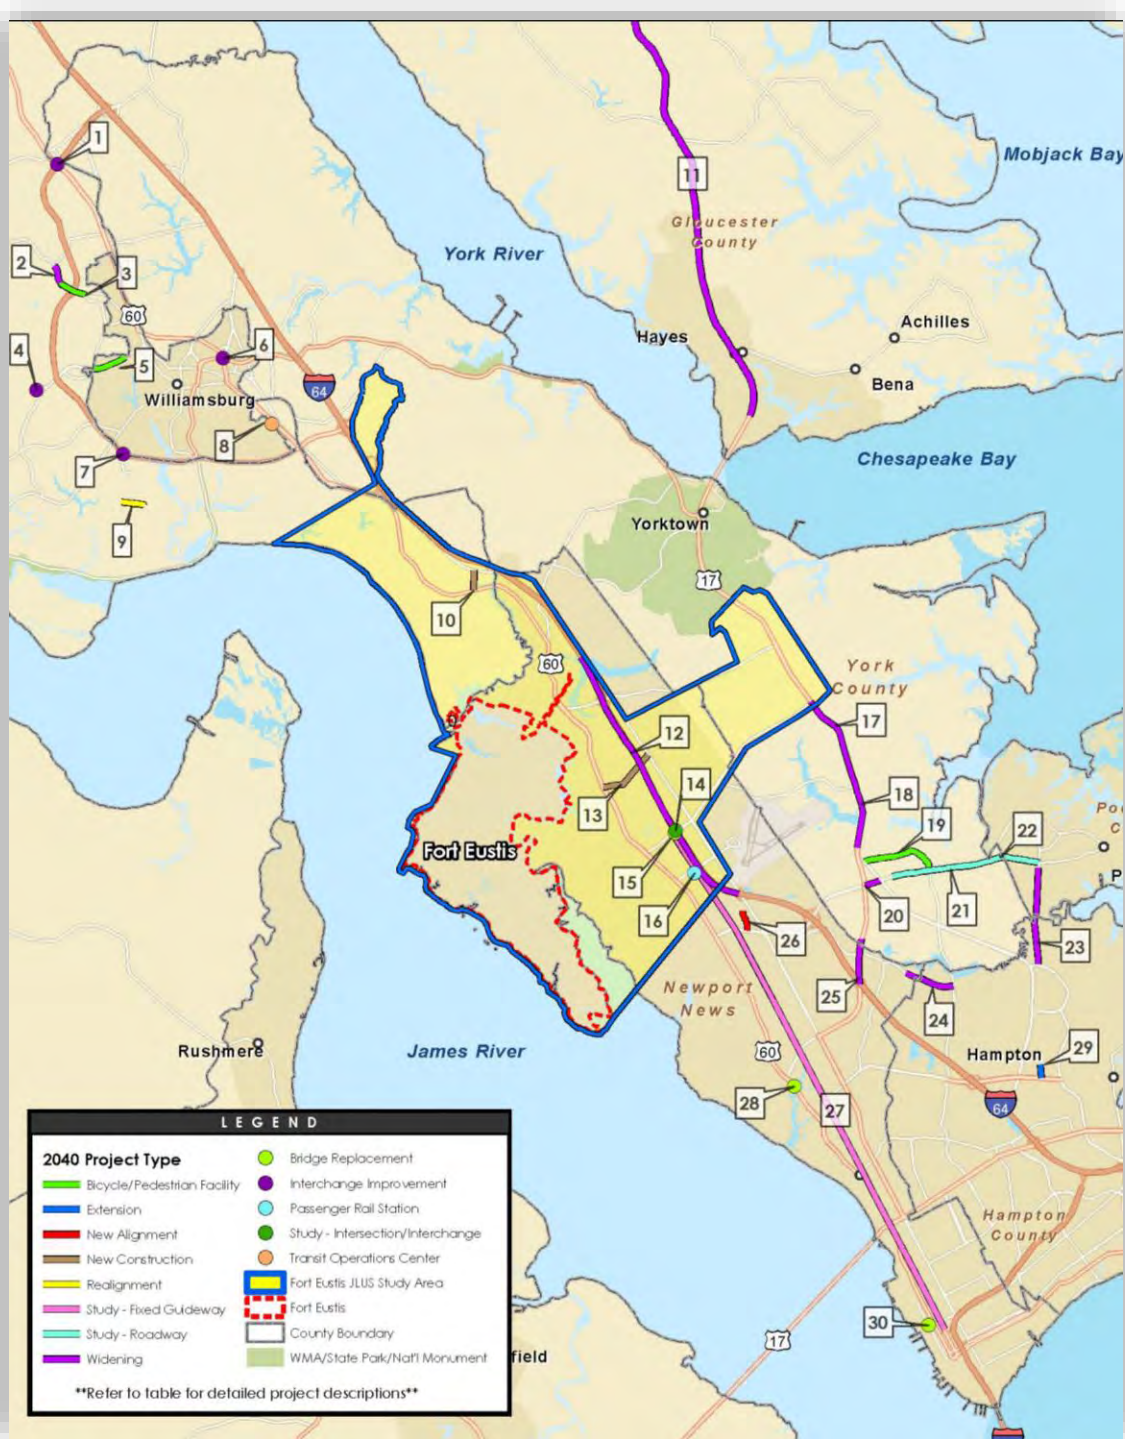 1
11
Mobjack Bay
Gloucester
County
York River
2
3
60
Achilles
Hayes
4
6
5
64
Bena
Williamsburg
8
7
Chesapeake Bay
9
Yorktown
17
10
60
York
County
12
17
14
13
18
19
22
Fort Eustis
15
16
20
21
26
23
25
24
Newport
News
Rushmere
James River
60
Hampton
29
28
27
64
Hampton
County
30
17
field
LEGEND
2040 Project Type
Bicycle/Pedestrian Facility
Extension
New Alignment
New Construction
Realignment
Study - Fixed Guideway
Study - Roadway
Widening
Bridge Replacement
Interchange Improvement
Passenger Rail Station
Study - Intersection/Interchange
Transit Operations Center
Fort Eustis JLUS Study Area
Fort Eustis
County Boundary
WMA/State Park/Nat'l Monument
**Refer to table for detailed project descriptions**